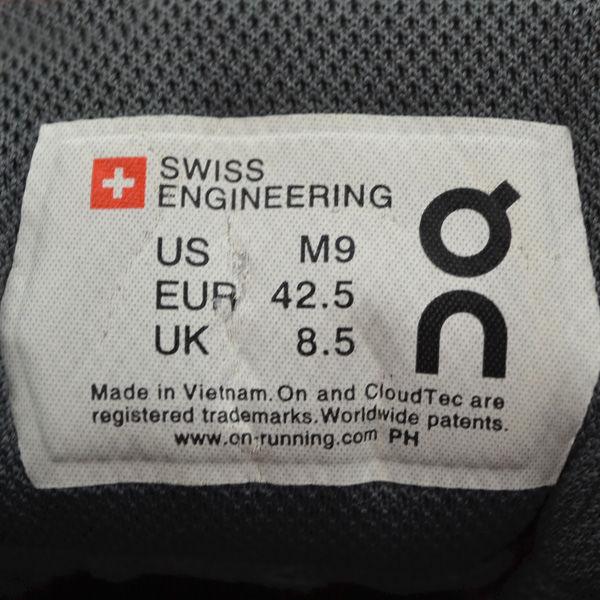 SWISS
ENGINEERING
On
US M9
EUR 42.5
UK 8.5
Made in Vietnam. On and CloudTec are
registered trademarks. Worldwide patents.
www.on-running.com PH